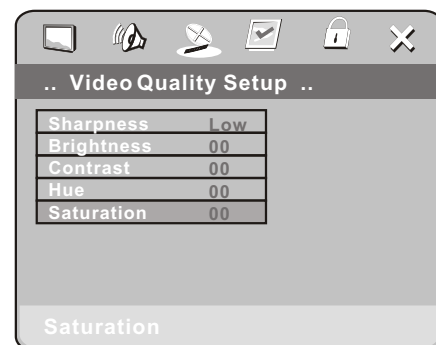 .. Video Quality Setup ..
Sharpness Low
Brightness 00
Contrast 00
Hue 00
Saturation 00
Saturation